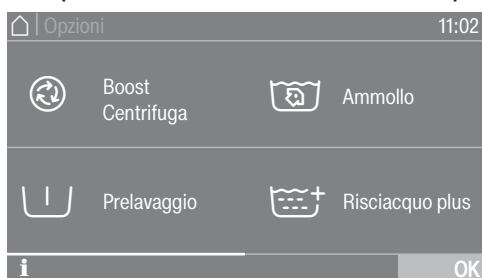 Opzioni 11:02
Boost
Centrifuga
Ammollo
Prelavaggio
Risciacquo plus
i OK